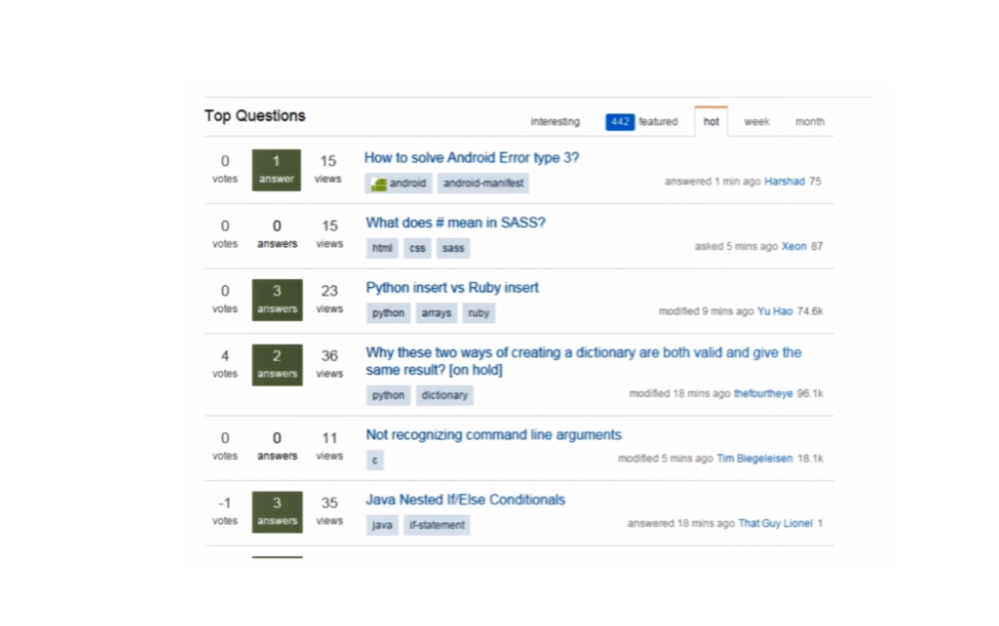 Top Questions
interesting 442 featured hot week month
0 1 15 How to solve Android Error type 3?
votes answer views android android-manifest answered 1 min ago Harshad 75
0 0 15 What does # mean in SASS?
votes answers views html css sass asked 5 mins ago Xeon 87
0 3 23 Python insert vs Ruby insert
votes answers views python arrays ruby modified 9 mins ago Yu Hao 74.6k
4 2 36 Why these two ways of creating a dictionary are both valid and give the
votes answers views same result? [on hold]
python dictionary modified 18 mins ago thefourtheye 96.1k
0 0 11 Not recognizing command line arguments
votes answers views c modified 5 mins ago Tim Biegeleisen 18.1k
-1 3 35 Java Nested If/Else Conditionals
votes answers views java if-statement answered 18 mins ago That Guy Lionel 1